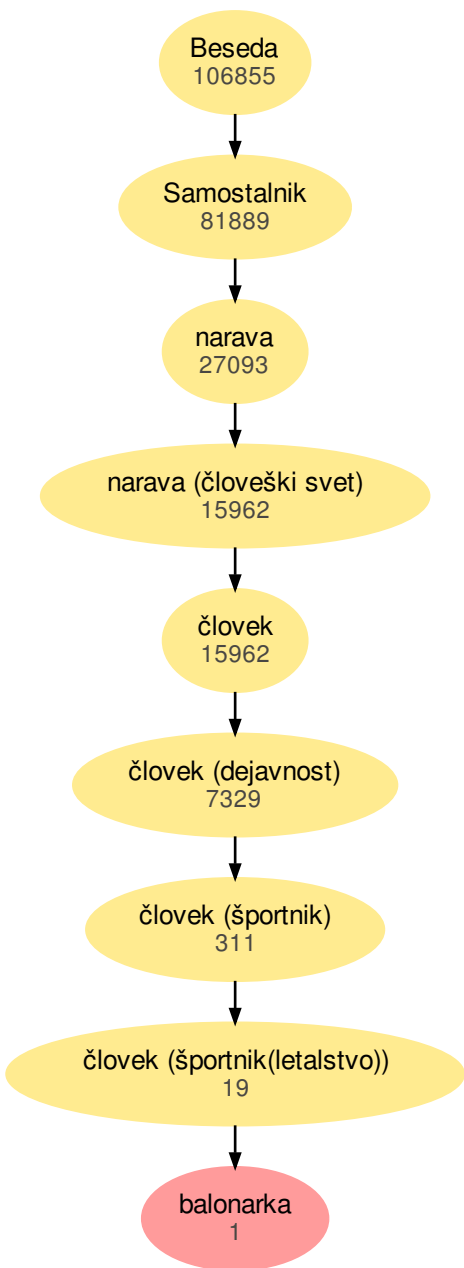 Beseda
106855
Samostalnik
81889
narava
27093
narava (človeški svet)
15962
človek
15962
človek (dejavnost)
7329
človek (športnik)
311
človek (športnik(letalstvo))
19
balonarka
1